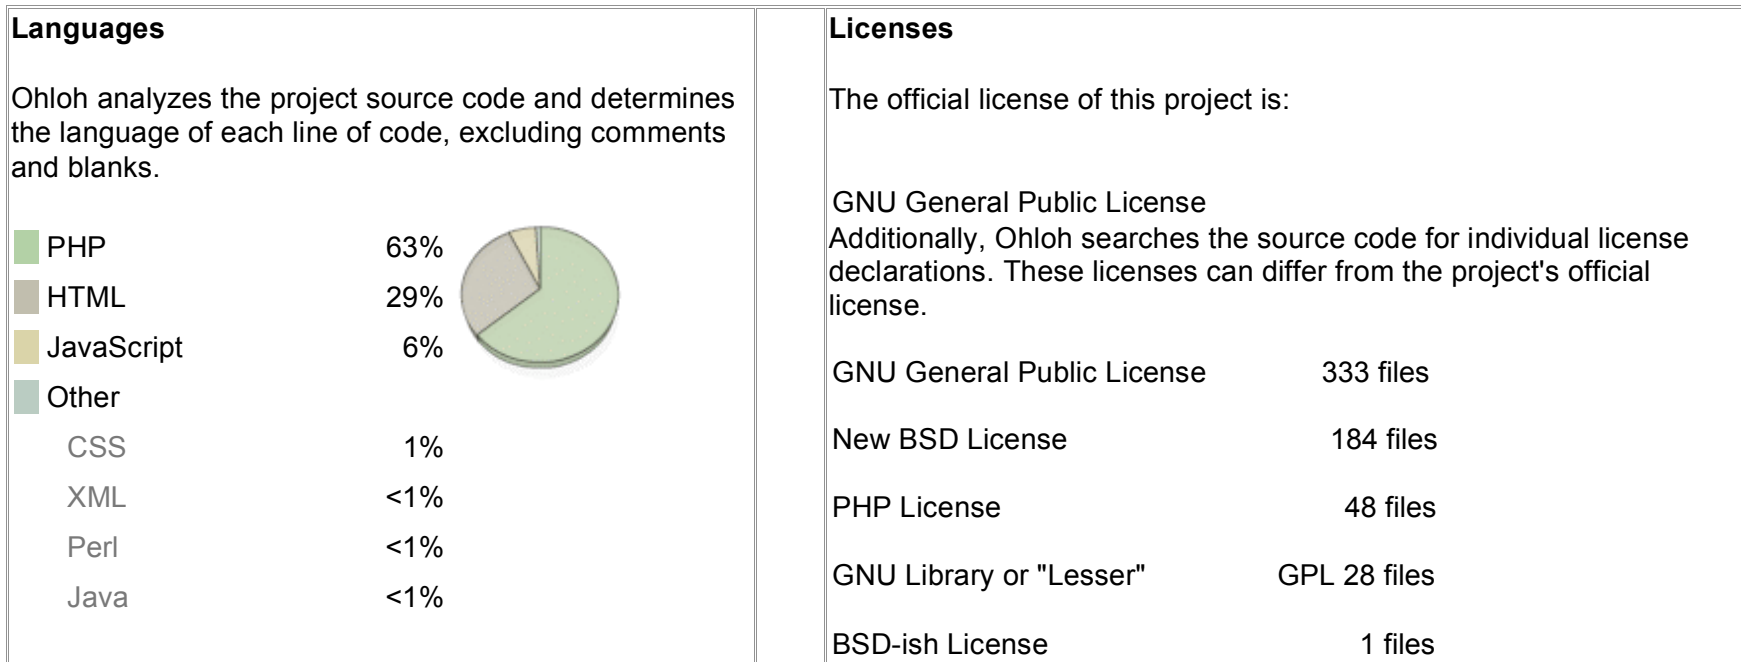 Languages
Ohloh analyzes the project source code and determines
the language of each line of code, excluding comments
and blanks.
PHP 63%
HTML 29%
JavaScript 6%
Other
CSS 1%
XML <1%
Perl <1%
Java <1%
Licenses
The official license of this project is:
GNU General Public License
Additionally, Ohloh searches the source code for individual license
declarations. These licenses can differ from the project's official
license.
GNU General Public License 333 files
New BSD License 184 files
PHP License 48 files
GNU Library or "Lesser" GPL 28 files
BSD-ish License 1 files